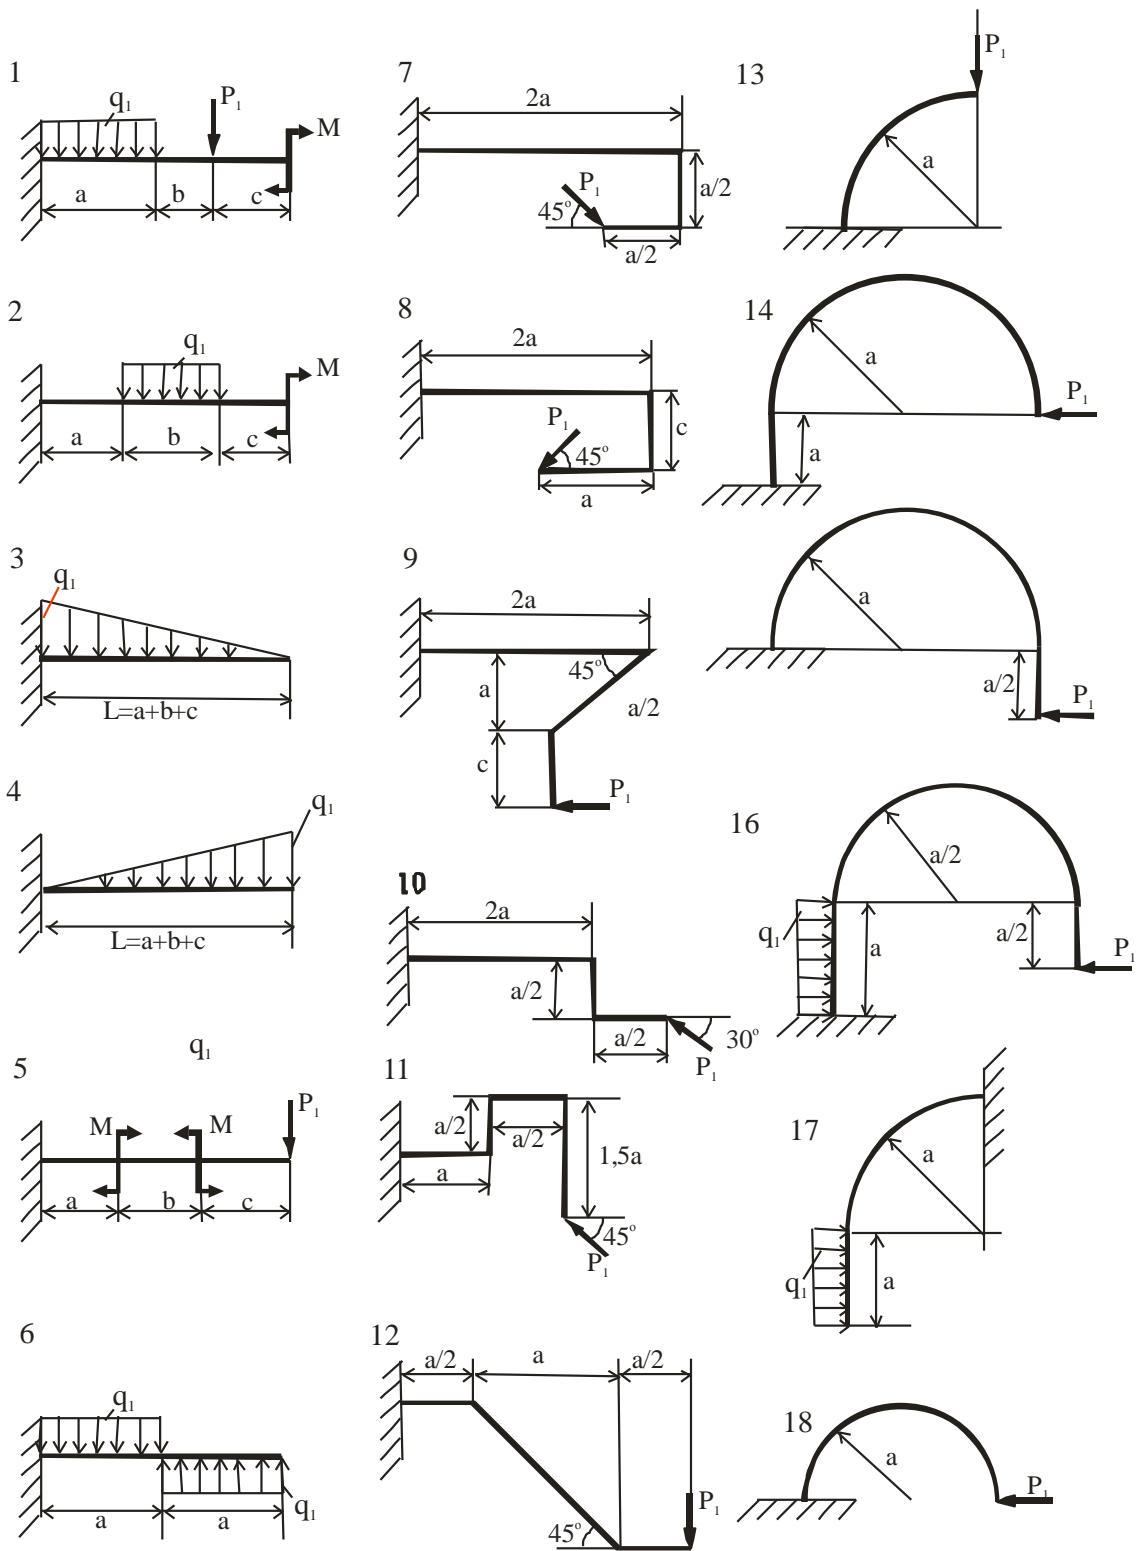 1
q₁
P₁
M
a
b
c
2
q₁
M
a
b
c
3
q₁
L=a+b+c
4
q₁
L=a+b+c
q₁
5
M
M
P₁
a
b
c
6
q₁
q₁
a
a
7
2a
P₁
45°
a/2
a/2
8
2a
P₁
45°
c
a
9
2a
45°
a
a/2
c
P₁
10
2a
a/2
a/2
30°
P₁
11
a/2
a/2
1,5a
a
45°
P₁
12
a/2
a
a/2
45°
P₁
13
P₁
a
14
a
P₁
a
a
a/2
P₁
16
a/2
q₁
a
a/2
P₁
17
a
q₁
a
18
a
P₁